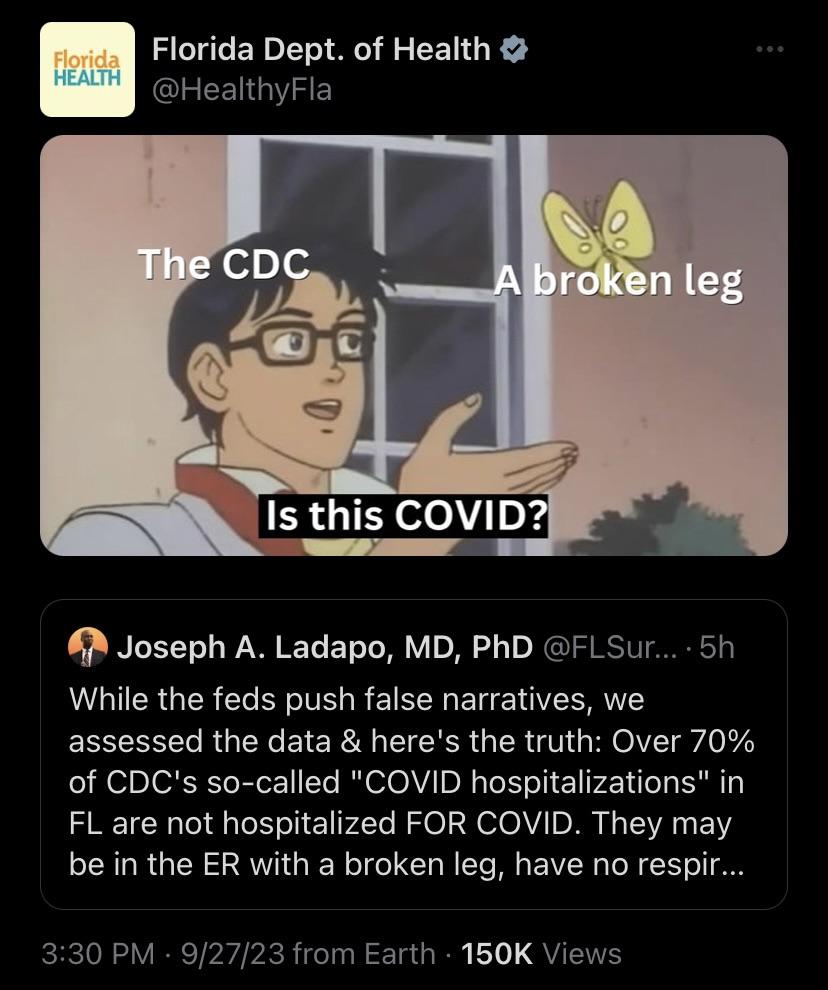 Florida
HEALTH
Florida Dept. of Health
@HealthyFla
The CDC
A broken leg
Is this COVID?
Joseph A. Ladapo, MD, PhD @FLSur... · 5h
While the feds push false narratives, we
assessed the data & here's the truth: Over 70%
of CDC's so-called "COVID hospitalizations" in
FL are not hospitalized FOR COVID. They may
be in the ER with a broken leg, have no respir...
3:30 PM · 9/27/23 from Earth · 150K Views